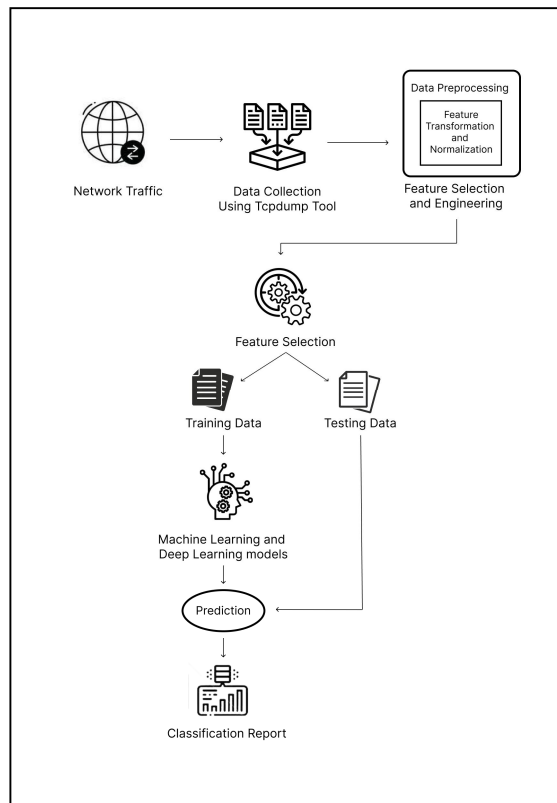 Network Traffic
Data Collection
Using Tcpdump Tool
Data Preprocessing
Feature
Transformation
and
Normalization
Feature Selection
and Engineering
Feature Selection
Training Data
Testing Data
Machine Learning and
Deep Learning models
Prediction
Classification Report